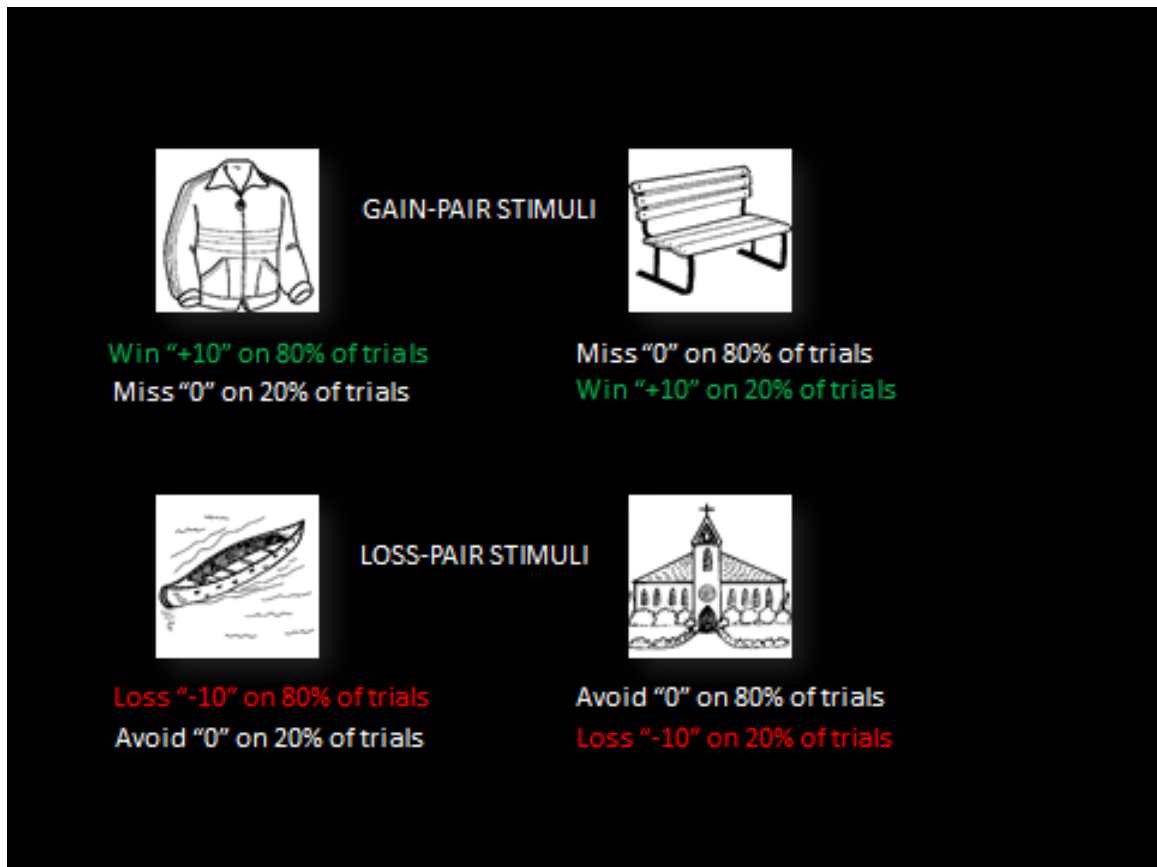 GAIN-PAIR STIMULI
Win “+10” on 80% of trials
Miss “0” on 20% of trials
Miss “0” on 80% of trials
Win “+10” on 20% of trials
LOSS-PAIR STIMULI
Loss “-10” on 80% of trials
Avoid “0” on 20% of trials
Avoid “0” on 80% of trials
Loss “-10” on 20% of trials